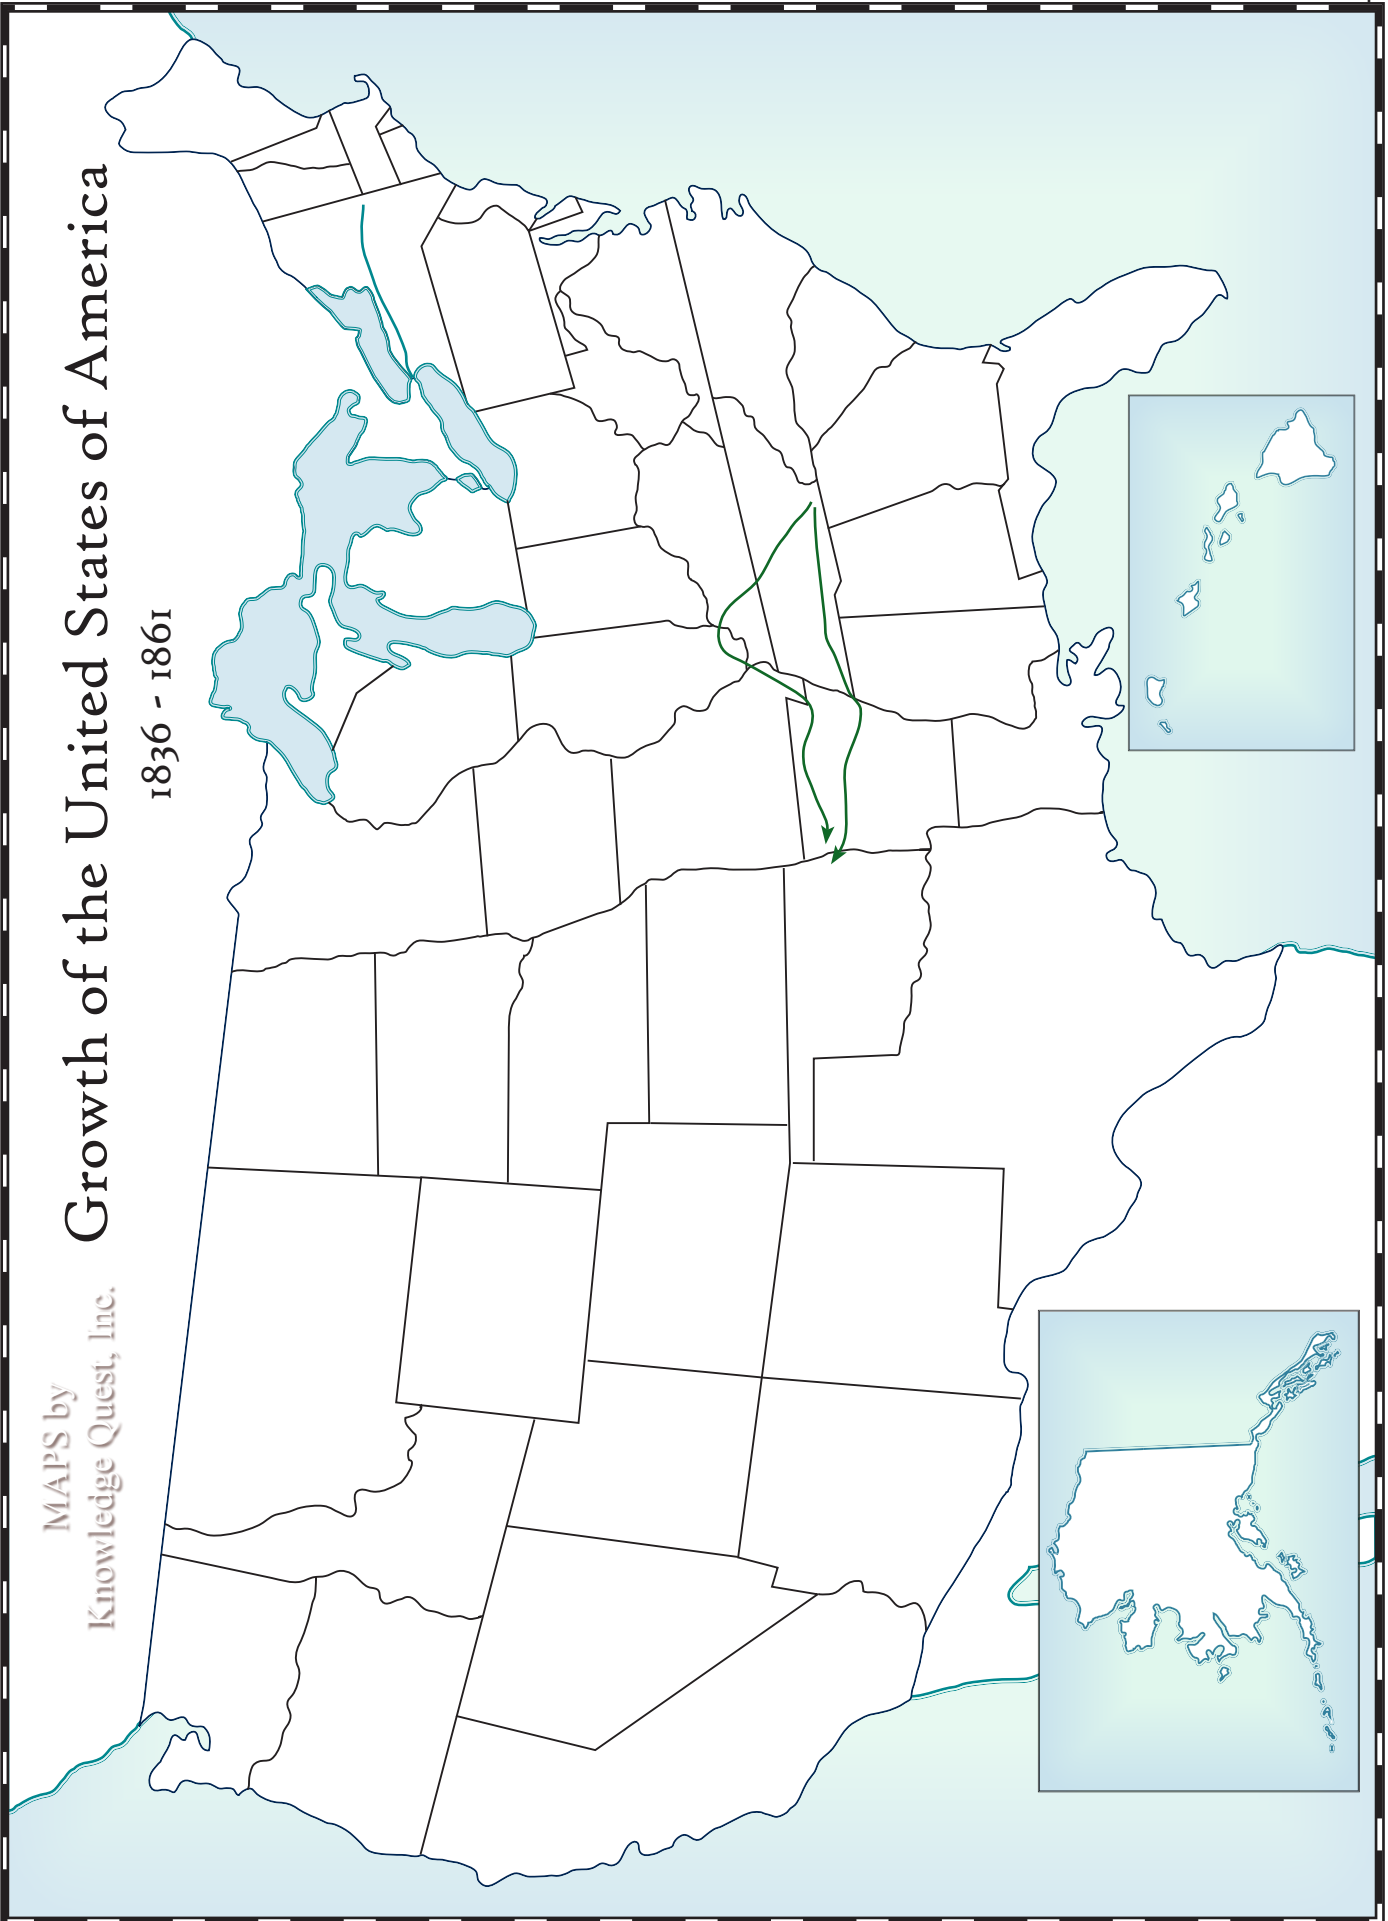 Growth of the United States of America
1836 - 1861
MAPS by
Knowledge Quest, Inc.